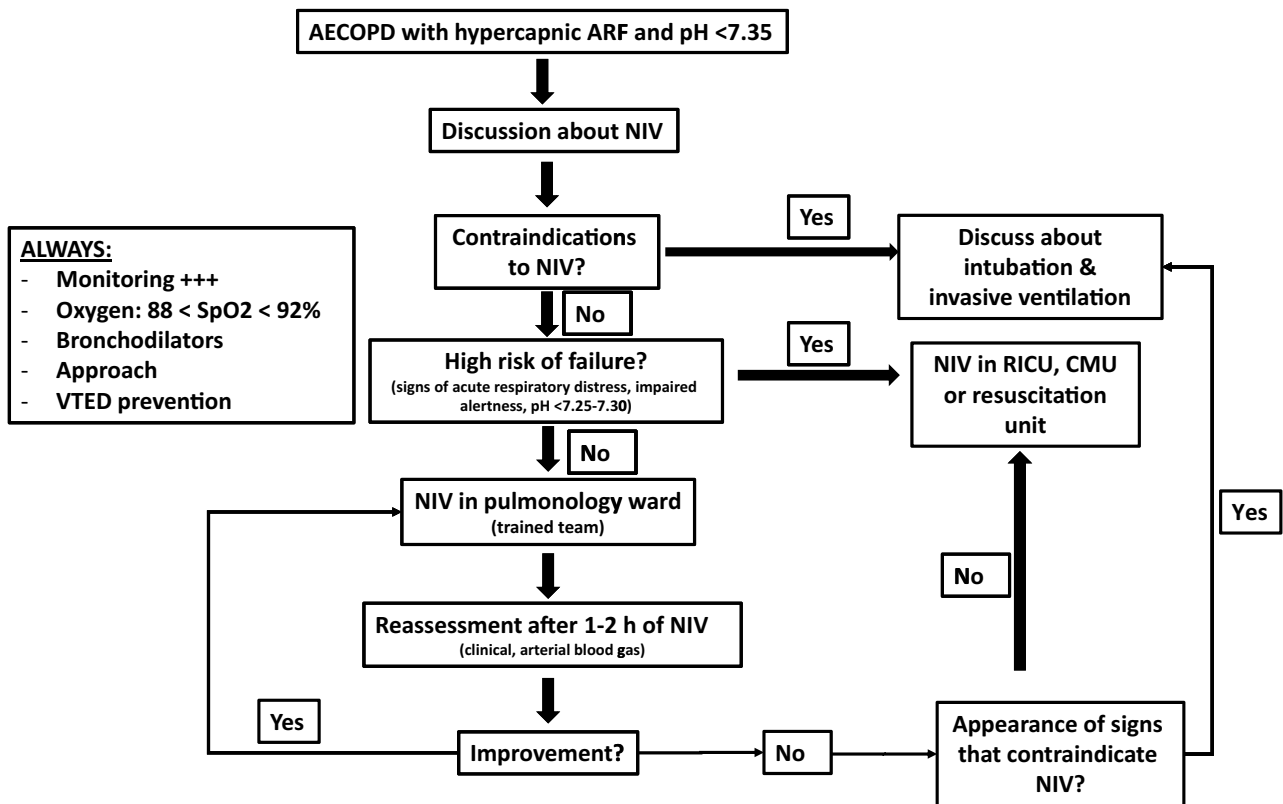 AECOPD with hypercapnic ARF and pH <7.35
Discussion about NIV
Contraindications
to NIV?
Yes
Discuss about
intubation &
invasive ventilation
ALWAYS:
- Monitoring +++
- Oxygen: 88 < SpO2 < 92%
- Bronchodilators
- Approach
- VTED prevention
No
High risk of failure?
(signs of acute respiratory distress, impaired
alertness, pH <7.25-7.30)
Yes
NIV in RICU, CMU
or resuscitation
unit
No
NIV in pulmonology ward
(trained team)
Yes
No
Reassessment after 1-2 h of NIV
(clinical, arterial blood gas)
Yes
Improvement?
No
Appearance of signs
that contraindicate
NIV?